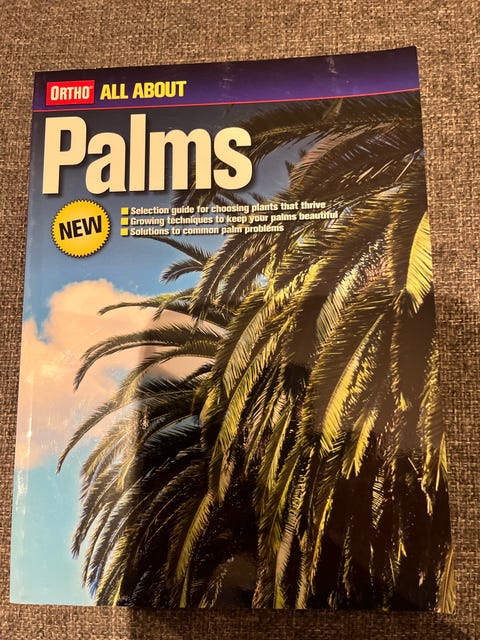 ORTHO® ALL ABOUT
Palms
NEW
Selection guide for choosing plants that thrive
Growing techniques to keep your palms beautiful
Solutions to common palm problems